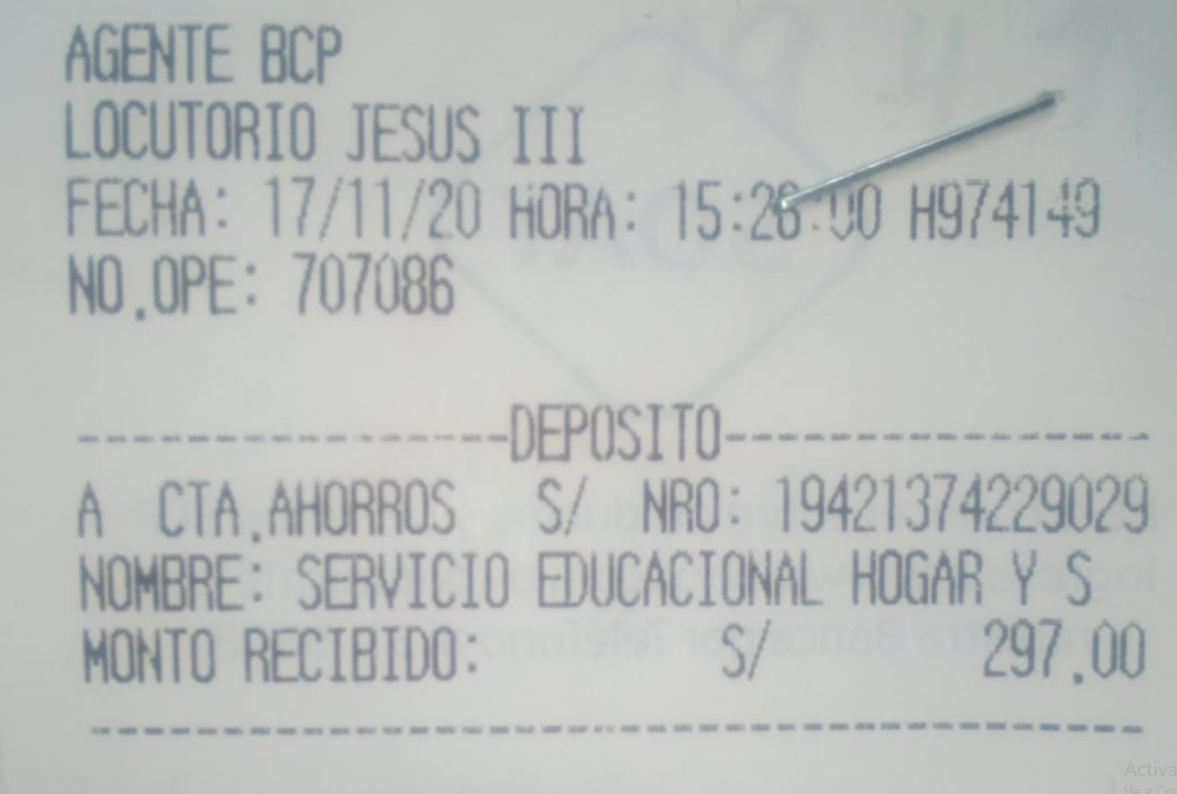 AGENTE BCP
LOCUTORIO JESUS III
FECHA: 17/11/20 HORA: 15:26:00 H974149
NO.OPE: 707086
--------------------DEPOSITO--------------------
A CTA.AHORROS S/ NRO: 19421374229029
NOMBRE: SERVICIO EDUCACIONAL HOGAR Y S
MONTO RECIBIDO: S/ 297.00